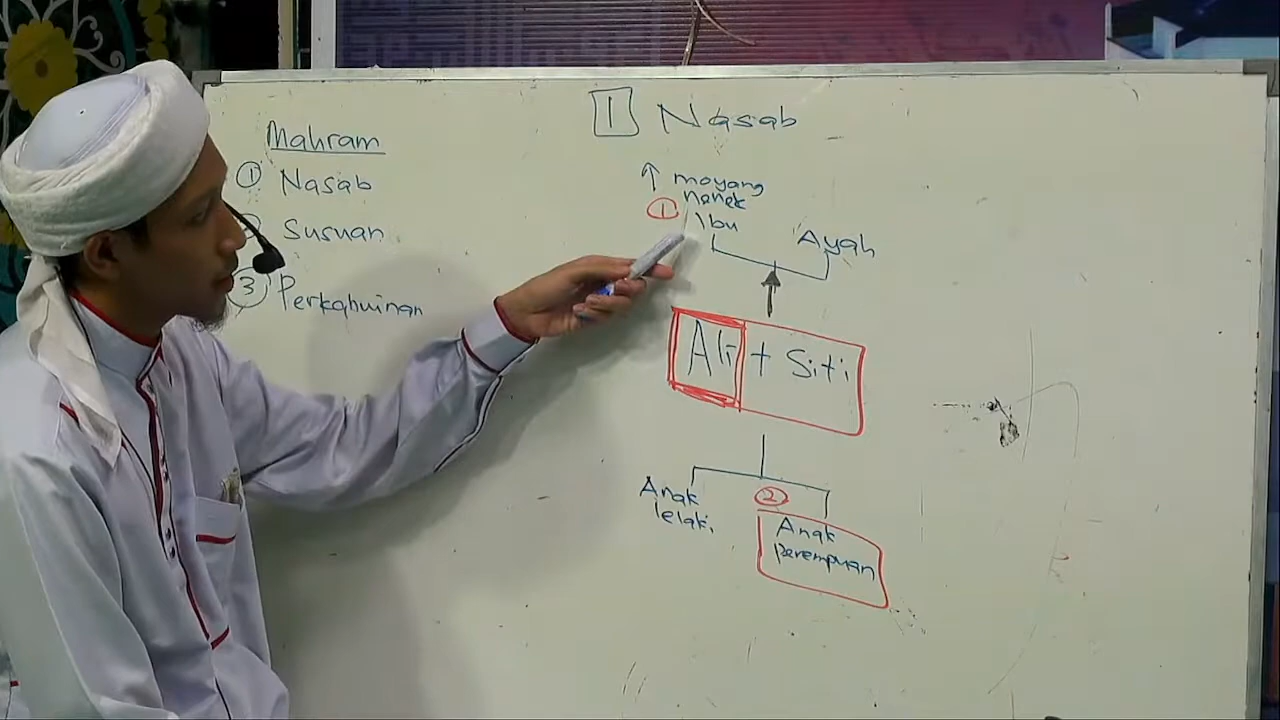 Mahram
① Nasab
Susuan
③ Perkahwinan
1 Nasab
↑ moyang
nenek
① Ibu
Ayah
Ali + Siti
Anak
lelaki
②
Anak
perempuan